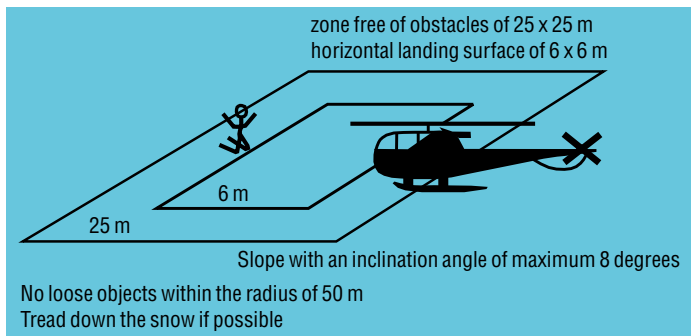 zone free of obstacles of 25 x 25 m
horizontal landing surface of 6 x 6 m
6 m
25 m
Slope with an inclination angle of maximum 8 degrees
No loose objects within the radius of 50 m
Tread down the snow if possible